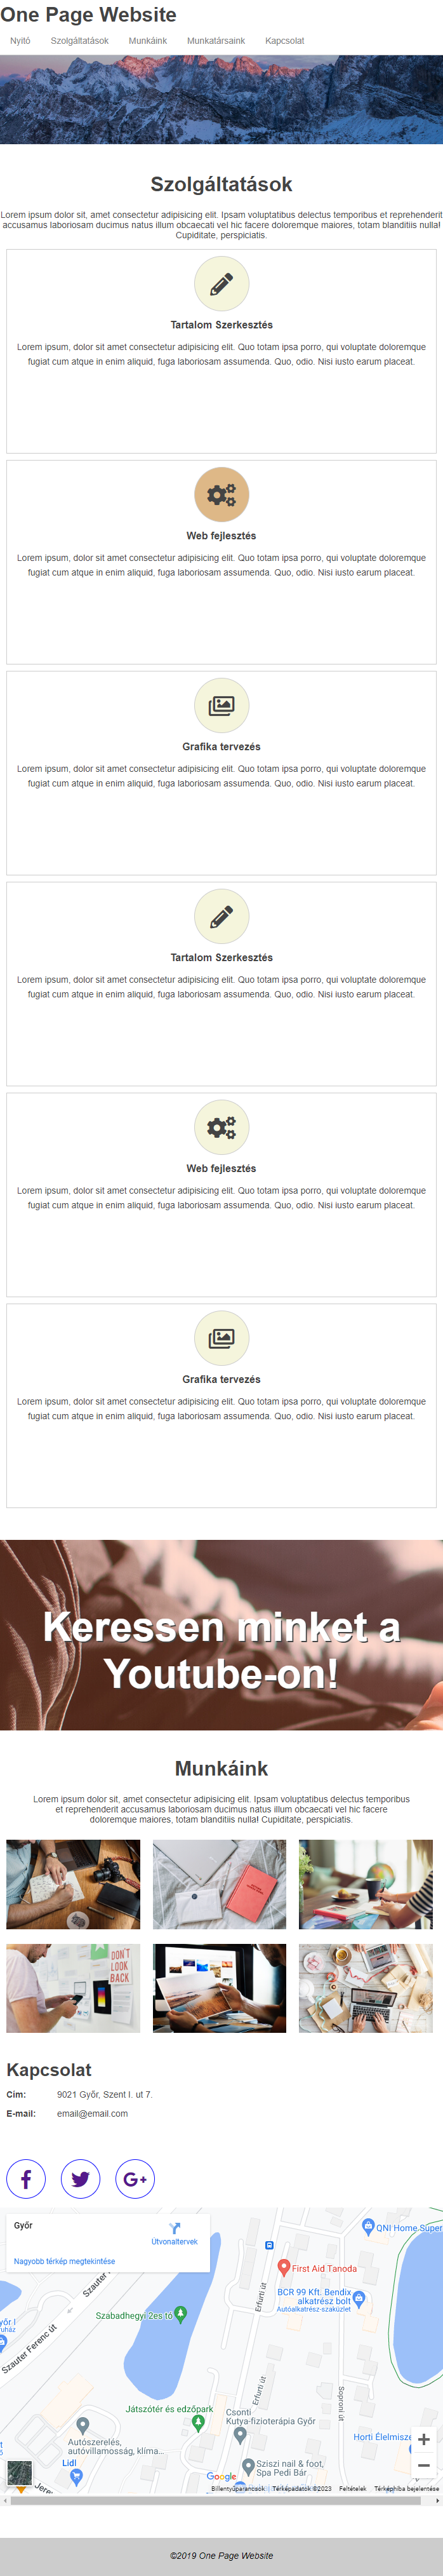 One Page Website
Nyitó Szolgáltatások Munkáink Munkatársaink Kapcsolat
Szolgáltatások
Lorem ipsum dolor sit, amet consectetur adipisicing elit. Ipsam voluptatibus delectus temporibus et reprehenderit
accusamus laboriosam ducimus natus illum obcaecati vel hic facere doloremque maiores, totam blanditiis nulla!
Cupiditate, perspiciatis.
Tartalom Szerkesztés
Lorem ipsum, dolor sit amet consectetur adipisicing elit. Quo totam ipsa porro, qui voluptate doloremque
fugiat cum atque in enim aliquid, fuga laboriosam assumenda. Quo, odio. Nisi iusto earum placeat.
Web fejlesztés
Lorem ipsum, dolor sit amet consectetur adipisicing elit. Quo totam ipsa porro, qui voluptate doloremque
fugiat cum atque in enim aliquid, fuga laboriosam assumenda. Quo, odio. Nisi iusto earum placeat.
Grafika tervezés
Lorem ipsum, dolor sit amet consectetur adipisicing elit. Quo totam ipsa porro, qui voluptate doloremque
fugiat cum atque in enim aliquid, fuga laboriosam assumenda. Quo, odio. Nisi iusto earum placeat.
Tartalom Szerkesztés
Lorem ipsum, dolor sit amet consectetur adipisicing elit. Quo totam ipsa porro, qui voluptate doloremque
fugiat cum atque in enim aliquid, fuga laboriosam assumenda. Quo, odio. Nisi iusto earum placeat.
Web fejlesztés
Lorem ipsum, dolor sit amet consectetur adipisicing elit. Quo totam ipsa porro, qui voluptate doloremque
fugiat cum atque in enim aliquid, fuga laboriosam assumenda. Quo, odio. Nisi iusto earum placeat.
Grafika tervezés
Lorem ipsum, dolor sit amet consectetur adipisicing elit. Quo totam ipsa porro, qui voluptate doloremque
fugiat cum atque in enim aliquid, fuga laboriosam assumenda. Quo, odio. Nisi iusto earum placeat.
Keressen minket a
Youtube-on!
Munkáink
Lorem ipsum dolor sit, amet consectetur adipisicing elit. Ipsam voluptatibus delectus temporibus
et reprehenderit accusamus laboriosam ducimus natus illum obcaecati vel hic facere
doloremque maiores, totam blanditiis nulla! Cupiditate, perspiciatis.
DON'T
LOOK
BACK
Kapcsolat
Cím: 9021 Győr, Szent I. ut 7.
E-mail: email@email.com
Győr
Útvonaltervek
Nagyobb térkép megtekintése
QNI Home Super
First Aid Tanoda
BCR 99 Kft. Bendix
alkatrész bolt
Autóalkatrész-szaküzlet
Szauter
Erfurti út
Szabadhegyi 2es tó
Szauter Ferenc út
Játszótér és edzőpark
Csonti
Kutya-fizioterápia Győr
Erfurti út
Soproni út
Autószerelés,
autóvillamosság, klíma...
Horti Élelmisze
Lidl
Sziszi nail & foot,
Spa Pedi Bár
Google
Billentyűparancsok Térképadatok ©2023 Feltételek Térképhiba bejelentése
©2019 One Page Website